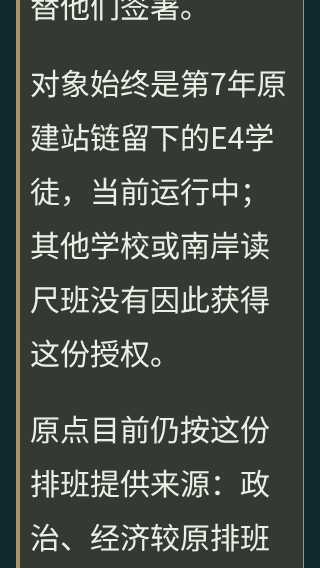 替他们签署。
对象始终是第7年原
建站链留下的E4学
徒，当前运行中；
其他学校或南岸读
尺班没有因此获得
这份授权。
原点目前仍按这份
排班提供来源：政
治、经济较原排班